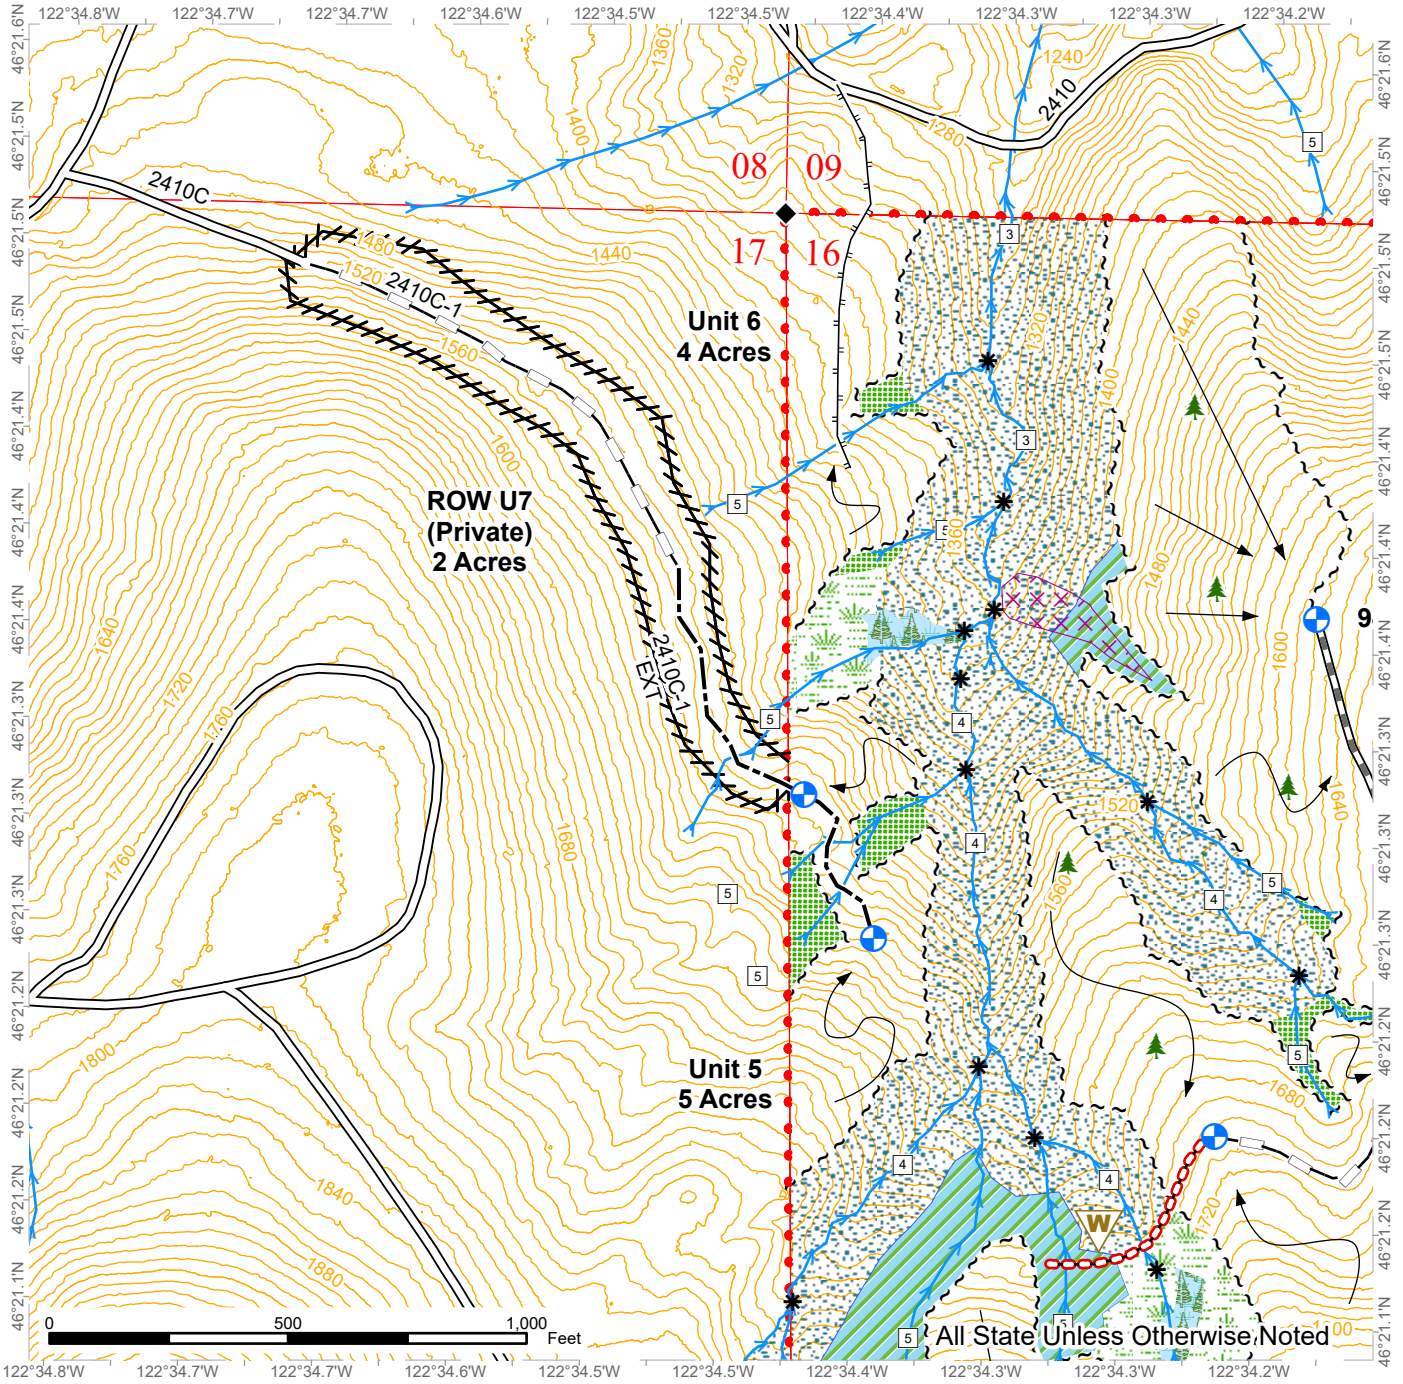 122°34.8'W 122°34.7'W 122°34.7'W 122°34.6'W 122°34.5'W 122°34.5'W 122°34.4'W 122°34.3'W 122°34.3'W 122°34.2'W
46°21.6'N
46°21.6'N
46°21.5'N
46°21.5'N
46°21.5'N
46°21.5'N
46°21.5'N
46°21.5'N
46°21.4'N
46°21.4'N
46°21.4'N
46°21.4'N
46°21.4'N
46°21.4'N
46°21.3'N
46°21.3'N
46°21.3'N
46°21.3'N
46°21.3'N
46°21.3'N
46°21.2'N
46°21.2'N
46°21.2'N
46°21.2'N
46°21.2'N
46°21.2'N
46°21.1'N
46°21.1'N
1360
1320
1240
2410
1400
1280
5
08 09
2410C
17 16
3
1480
1440
1520
2410C-1
1560
Unit 6
4 Acres
1320
1440
1400
3
1600
ROW U7
(Private)
2 Acres
5
5
1360
1480
9
1640
1600
2410C-1
EXT
1720
1760
5
4
1520
1640
1680
4
1760
5
1560
5
4
5
1800
Unit 5
5 Acres
5
1680
4
4
1840
W
1720
1880
0 500 1,000
Feet
5
5
All State Unless Otherwise Noted
122°34.8'W 122°34.7'W 122°34.7'W 122°34.6'W 122°34.5'W 122°34.5'W 122°34.4'W 122°34.3'W 122°34.3'W 122°34.2'W